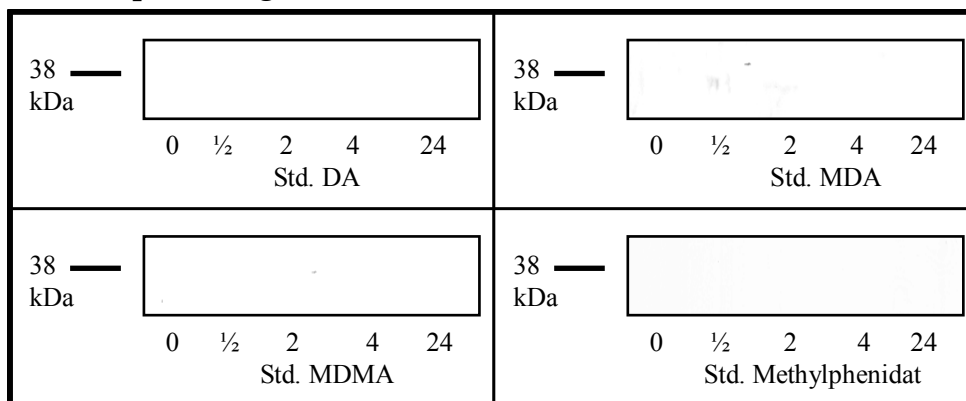 38
kDa
0 ½ 2 4 24
Std. DA
38
kDa
0 ½ 2 4 24
Std. MDA
38
kDa
0 ½ 2 4 24
Std. MDMA
38
kDa
0 ½ 2 4 24
Std. Methylphenidat